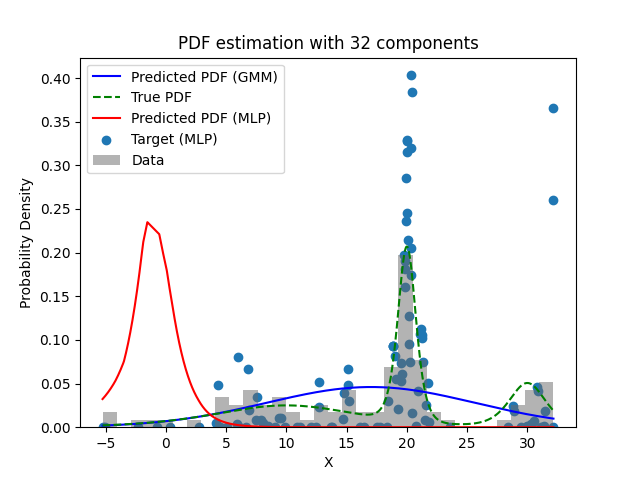 PDF estimation with 32 components
Predicted PDF (GMM)
True PDF
Predicted PDF (MLP)
Target (MLP)
Data
Probability Density
0.40
0.35
0.30
0.25
0.20
0.15
0.10
0.05
0.00
−5 0 5 10 15 20 25 30
X